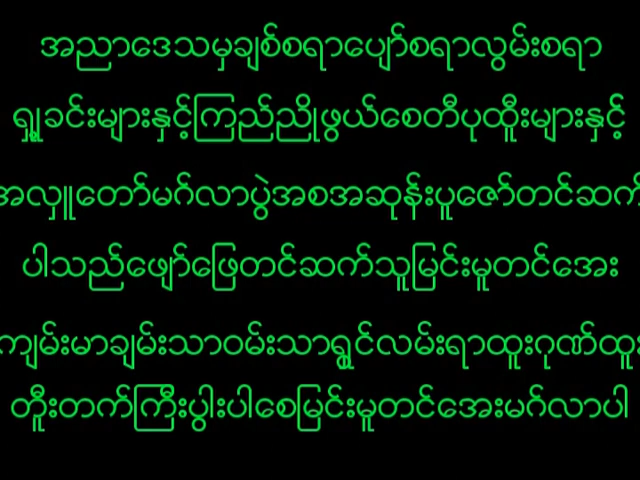 အညာဒေသမှချစ်စရာပျော်စရာလွမ်းစရာ
ရှုခင်းများနှင့်ကြည်ညိုဖွယ်စေတီပုထိူးများနှင့်
အလှူတော်မင်္ဂလာပွဲအစအဆုန်းပူဇော်တင်ဆက်
ပါသည်ဖျော်ဖြေတင်ဆက်သူမြင်းမူတင်အေး
ကျမ်းမာချမ်းသာဝမ်းသာရွှင်လမ်းရာထူးဂုဏ်ထူး
တိူးတက်ကြီးပွါးပါစေမြင်းမူတင်အေးမင်္ဂလာပါ